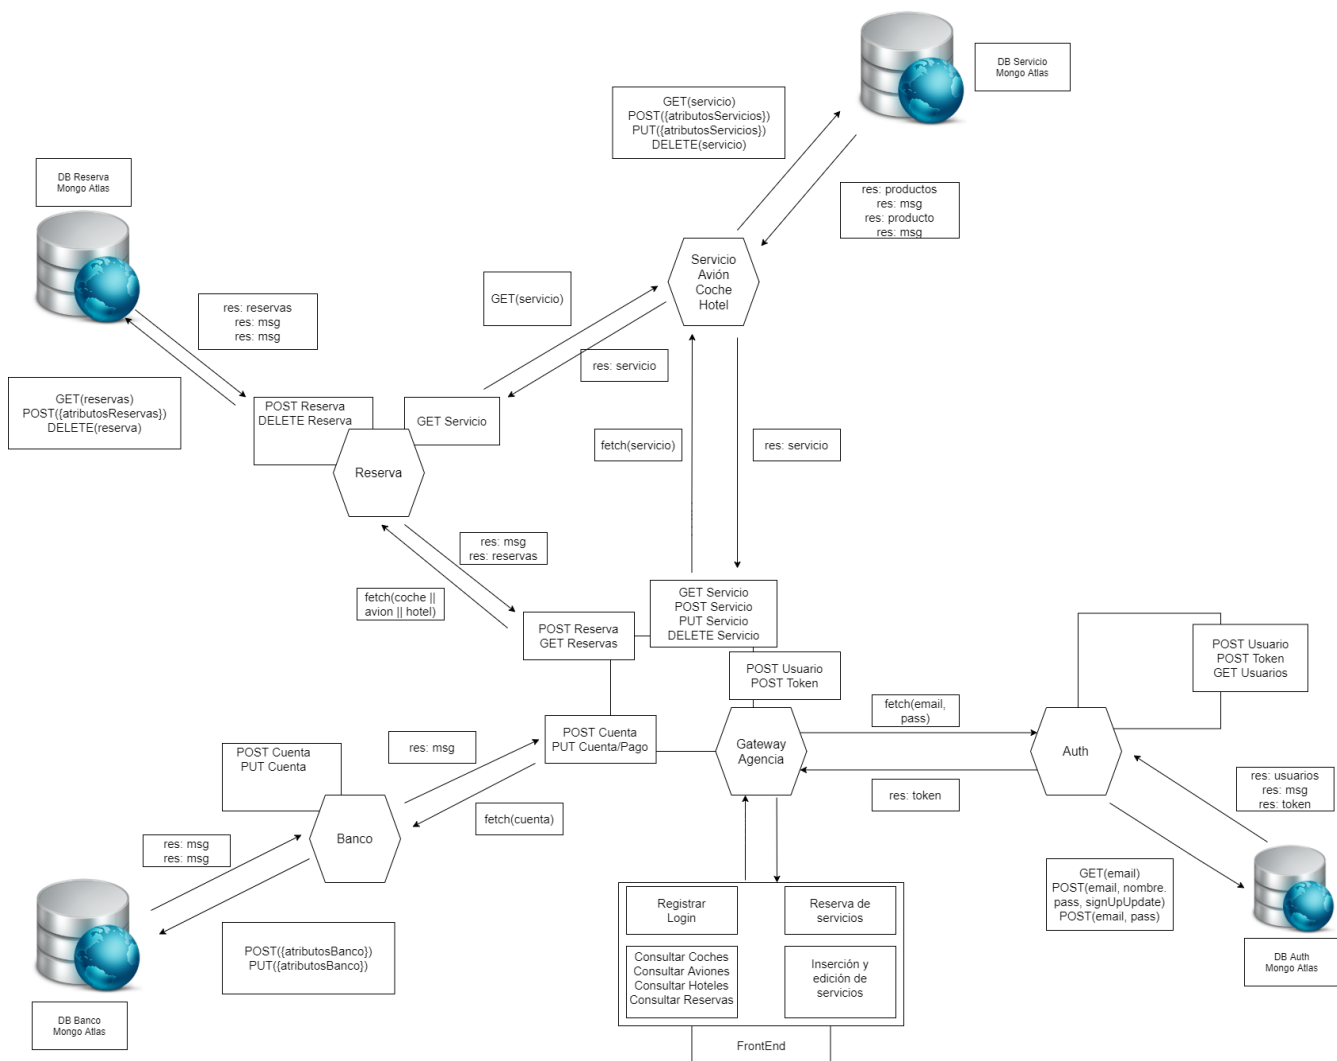 DB Servicio
Mongo Atlas
GET(servicio)
POST({atributosServicios})
PUT({atributosServicios})
DELETE(servicio)
DB Reserva
Mongo Atlas
res: productos
res: msg
res: producto
res: msg
Servicio
Avión
Coche
Hotel
GET(servicio)
res: reservas
res: msg
res: msg
res: servicio
GET(reservas)
POST({atributosReservas})
DELETE(reserva)
POST Reserva
DELETE Reserva
GET Servicio
fetch(servicio)
res: servicio
Reserva
res: msg
res: reservas
fetch(coche ||
avion || hotel)
GET Servicio
POST Servicio
PUT Servicio
DELETE Servicio
POST Reserva
GET Reservas
POST Usuario
POST Token
GET Usuarios
POST Usuario
POST Token
fetch(email,
pass)
POST Cuenta
PUT Cuenta/Pago
res: msg
POST Cuenta
PUT Cuenta
Gateway
Agencia
Auth
res: token
res: usuarios
res: msg
res: token
fetch(cuenta)
Banco
res: msg
res: msg
GET(email)
POST(email, nombre.
pass, signUpUpdate)
POST(email, pass)
Registrar
Login
Reserva de
servicios
POST({atributosBanco})
PUT({atributosBanco})
Consultar Coches
Consultar Aviones
Consultar Hoteles
Consultar Reservas
Inserción y
edición de
servicios
DB Auth
Mongo Atlas
DB Banco
Mongo Atlas
FrontEnd